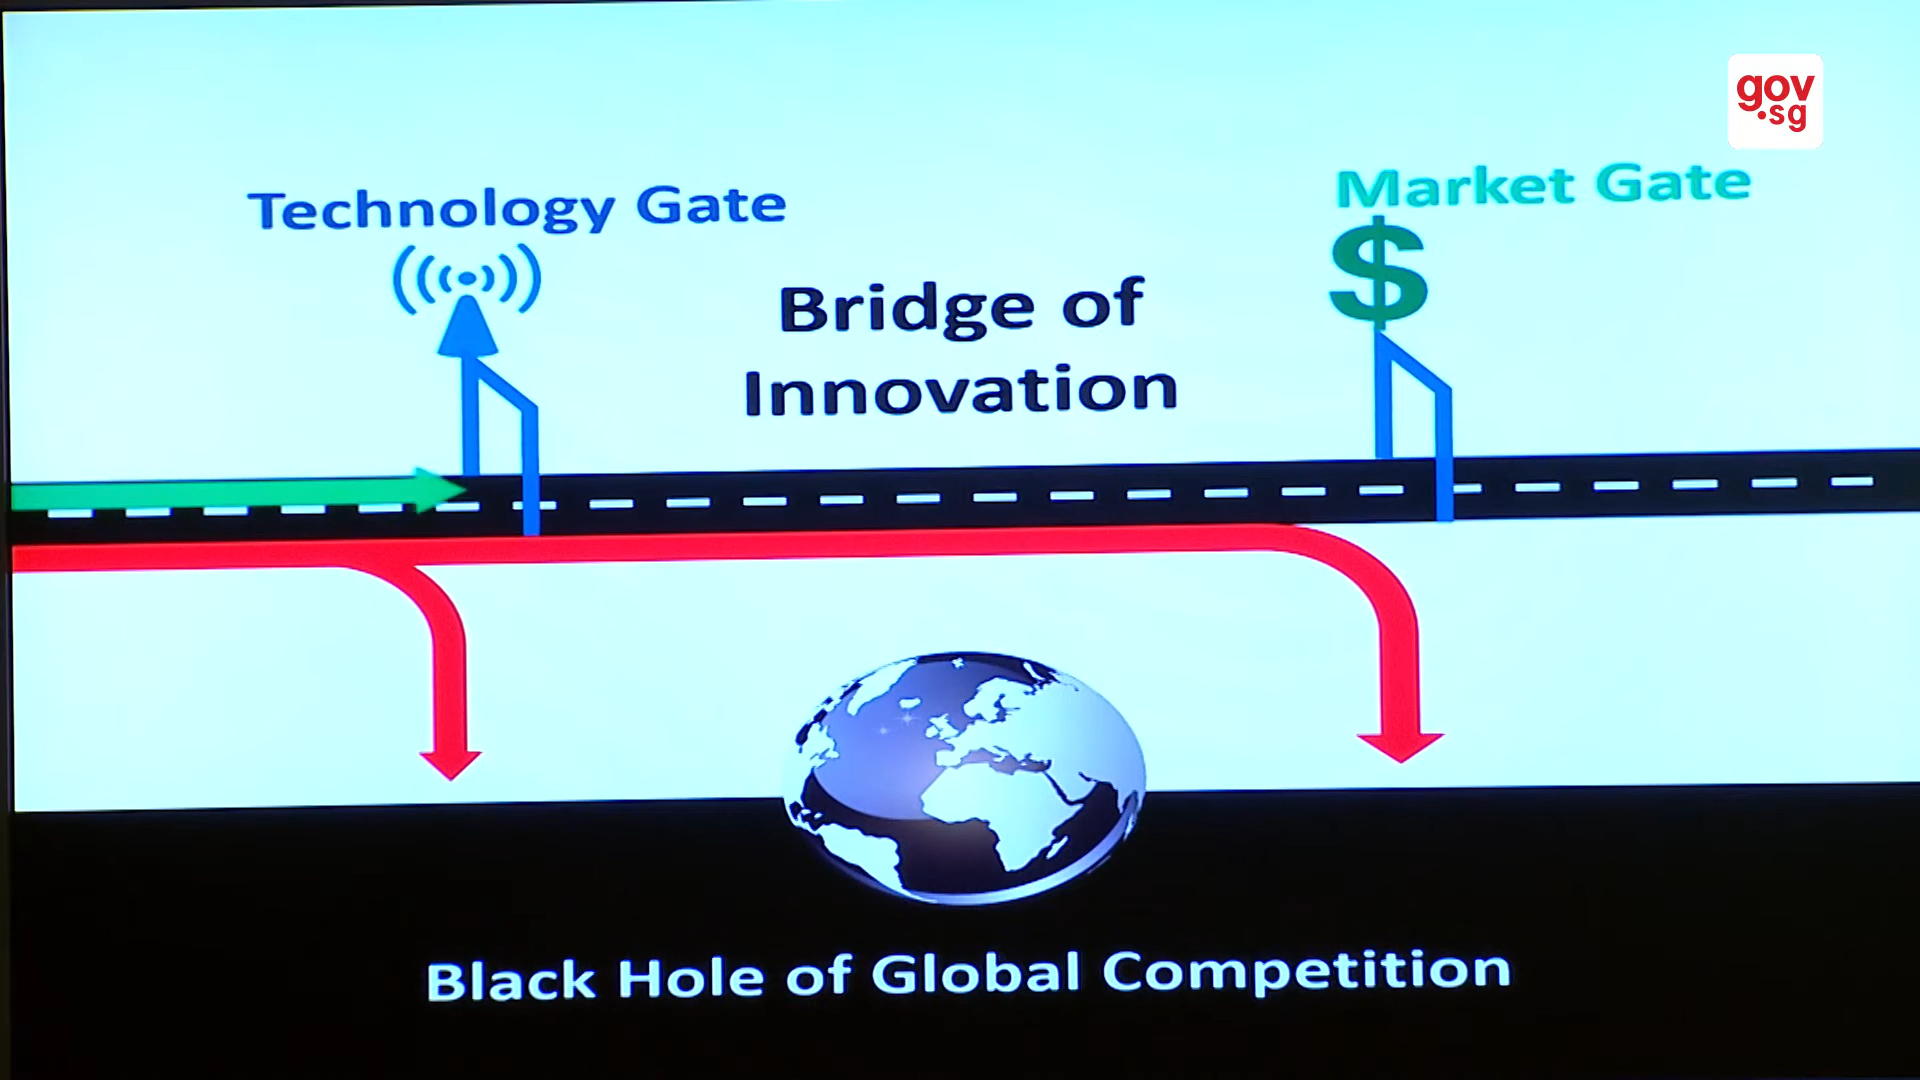 gov
.sg
Technology Gate
Market Gate
$
Bridge of
Innovation
Black Hole of Global Competition